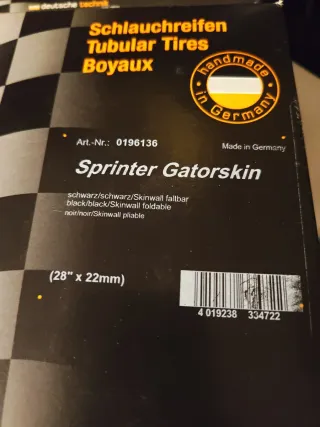 deutsche technik
Schlauchreifen
Tubular Tires
Boyaux
handmade
in Germany
Art.-Nr.: 0196136
Made in Germany
Sprinter Gatorskin
schwarz/schwarz/Skinwall faltbar
black/black/Skinwall foldable
noir/noir/Skinwall pliable
(28" x 22mm)
4 019238 334722